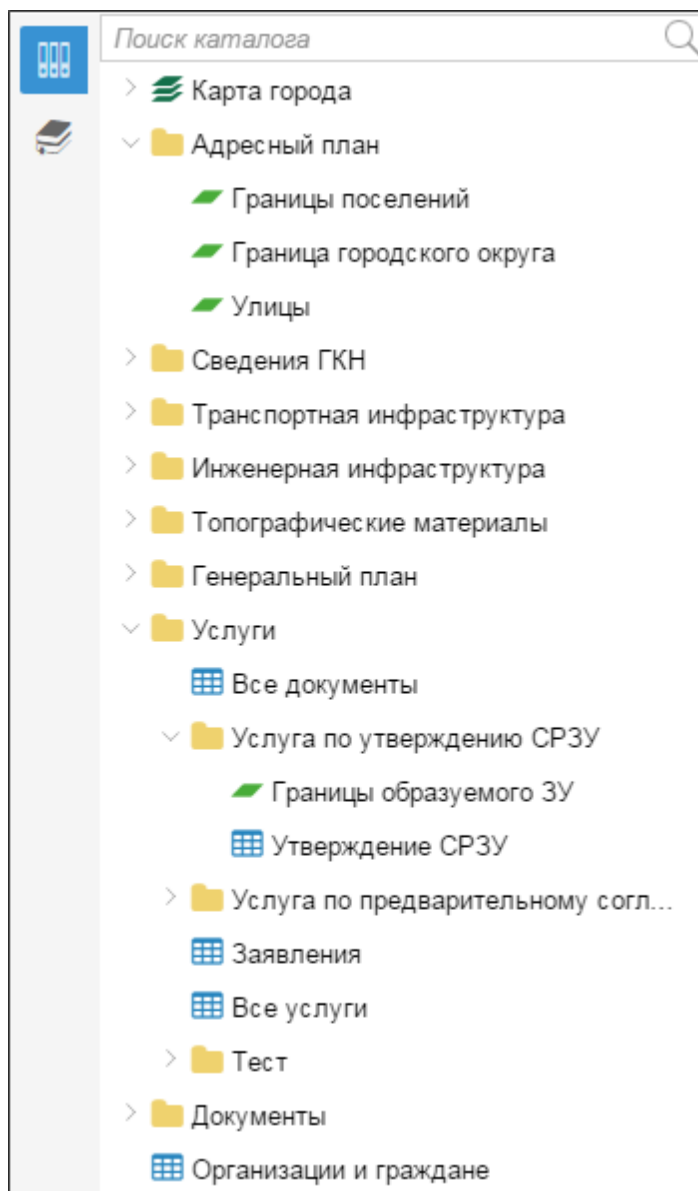 Поиск каталога
Карта города
Адресный план
Границы поселений
Граница городского округа
Улицы
Сведения ГКН
Транспортная инфраструктура
Инженерная инфраструктура
Топографические материалы
Генеральный план
Услуги
Все документы
Услуга по утверждению СРЗУ
Границы образуемого ЗУ
Утверждение СРЗУ
Услуга по предварительному согл...
Заявления
Все услуги
Тест
Документы
Организации и граждане